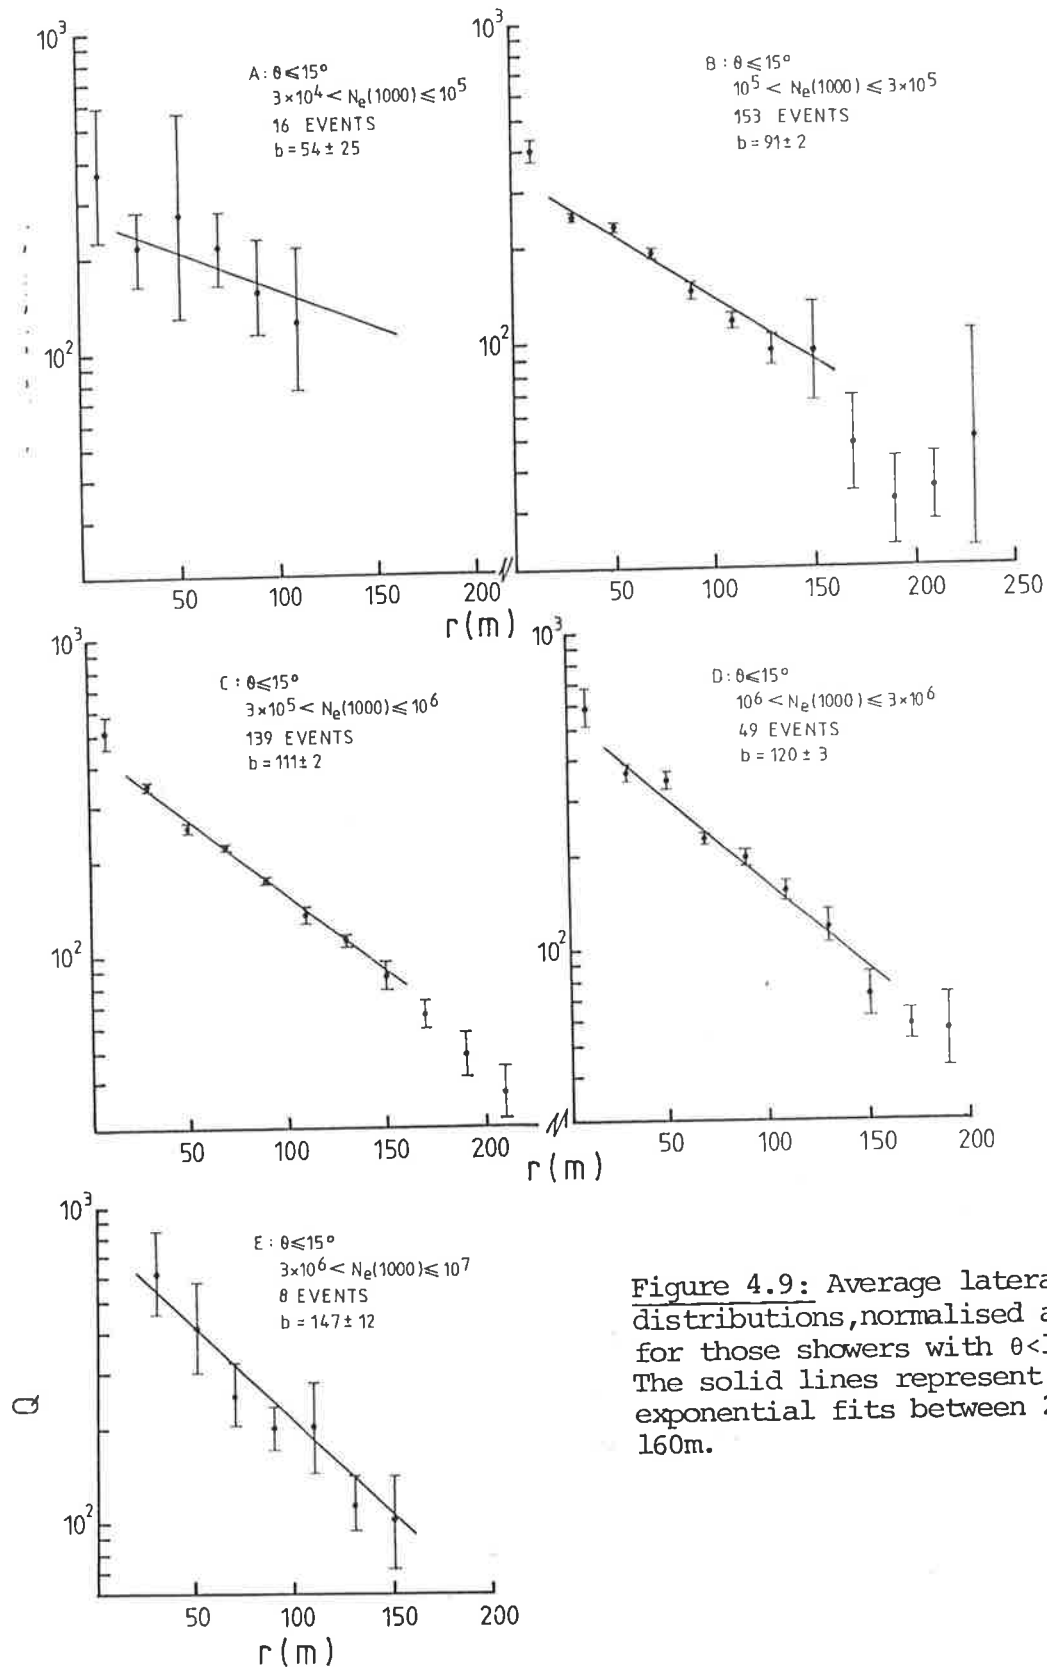 10³
A : θ ⩽ 15°
3×10⁴ < Nₑ(1000) ⩽ 10⁵
16 EVENTS
b = 54 ± 25
10²
50 100 150 200
10³
B : θ ⩽ 15°
10⁵ < Nₑ(1000) ⩽ 3×10⁵
153 EVENTS
b = 91 ± 2
10²
50 100 150 200 250
r(m)
10³
C : θ ⩽ 15°
3×10⁵ < Nₑ(1000) ⩽ 10⁶
139 EVENTS
b = 111 ± 2
10²
50 100 150 200
10³
D : θ ⩽ 15°
10⁶ < Nₑ(1000) ⩽ 3×10⁶
49 EVENTS
b = 120 ± 3
10²
50 100 150 200
r(m)
10³
E : θ ⩽ 15°
3×10⁶ < Nₑ(1000) ⩽ 10⁷
8 EVENTS
b = 147 ± 12
Q
10²
50 100 150 200
r(m)
Figure 4.9: Average
distributions, normalised
for those showers with
The solid lines represent
exponential fits between
160m.